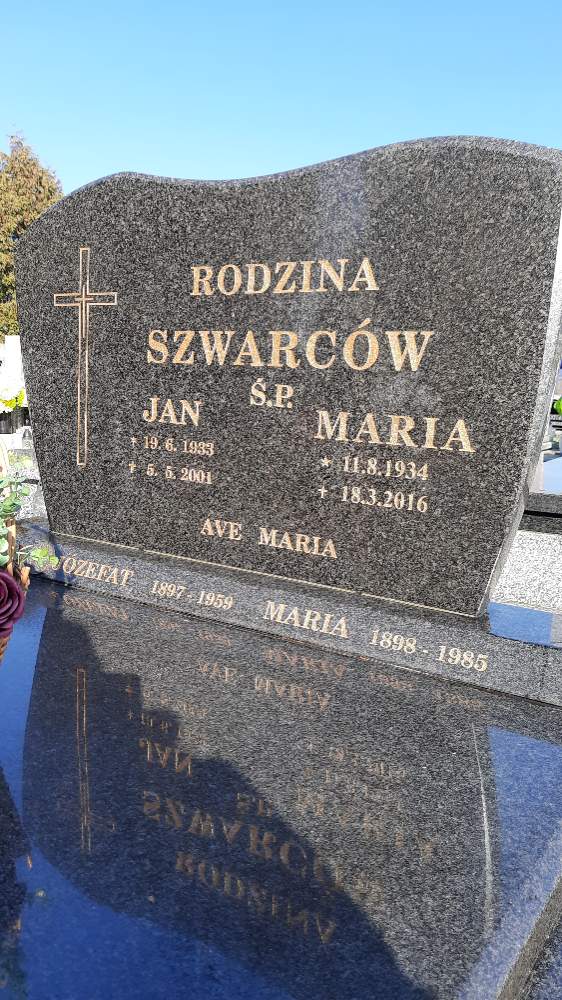 RODZINA
SZWARCÓW
Ś.P.
JAN
+ 19.6.1933
+ 5.5.2001
MARIA
* 11.8.1934
+ 18.3.2016
AVE MARIA
JOZEFAT 1897-1959 MARIA 1898-1985